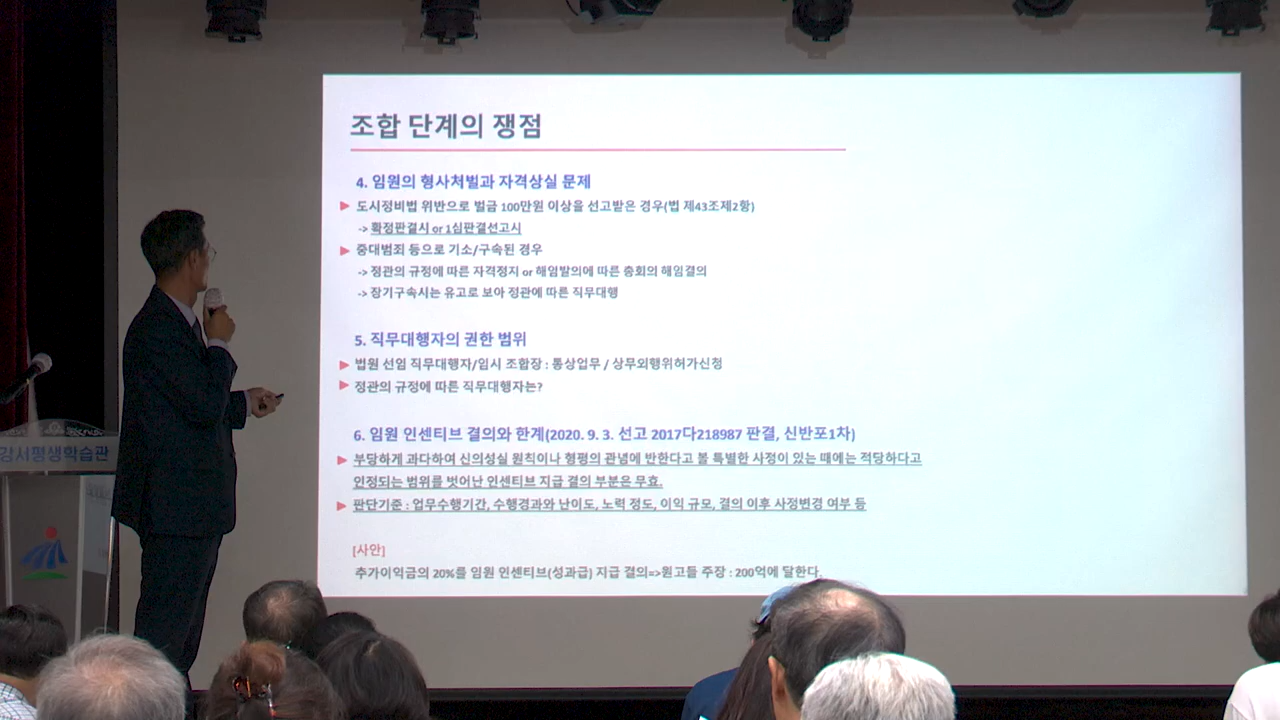 조합 단계의 쟁점
4. 임원의 형사처벌과 자격상실 문제
▶ 도시정비법 위반으로 벌금 100만원 이상을 선고받은 경우(법 제43조제2항)
-> 확정판결시 or 1심판결선고시
▶ 중대범죄 등으로 기소/구속된 경우
-> 정관의 규정에 따른 자격정지 or 해임발의에 따른 총회의 해임결의
-> 장기구속시는 유고로 보아 정관에 따른 직무대행
5. 직무대행자의 권한 범위
▶ 법원 선임 직무대행자/임시 조합장 : 통상업무 / 상무외행위허가신청
▶ 정관의 규정에 따른 직무대행자는?
6. 임원 인센티브 결의와 한계(2020. 9. 3. 선고 2017다218987 판결, 신반포1차)
▶ 부당하게 과다하여 신의성실 원칙이나 형평의 관념에 반한다고 볼 특별한 사정이 있는 때에는 적당하다고
인정되는 범위를 벗어난 인센티브 지급 결의 부분은 무효.
▶ 판단기준 : 업무수행기간, 수행경과와 난이도, 노력 정도, 이익 규모, 결의 이후 사정변경 여부 등
[사안]
추가이익금의 20%를 임원 인센티브(성과급) 지급 결의=>원고들 주장 : 200억에 달한다.
강서평생학습관